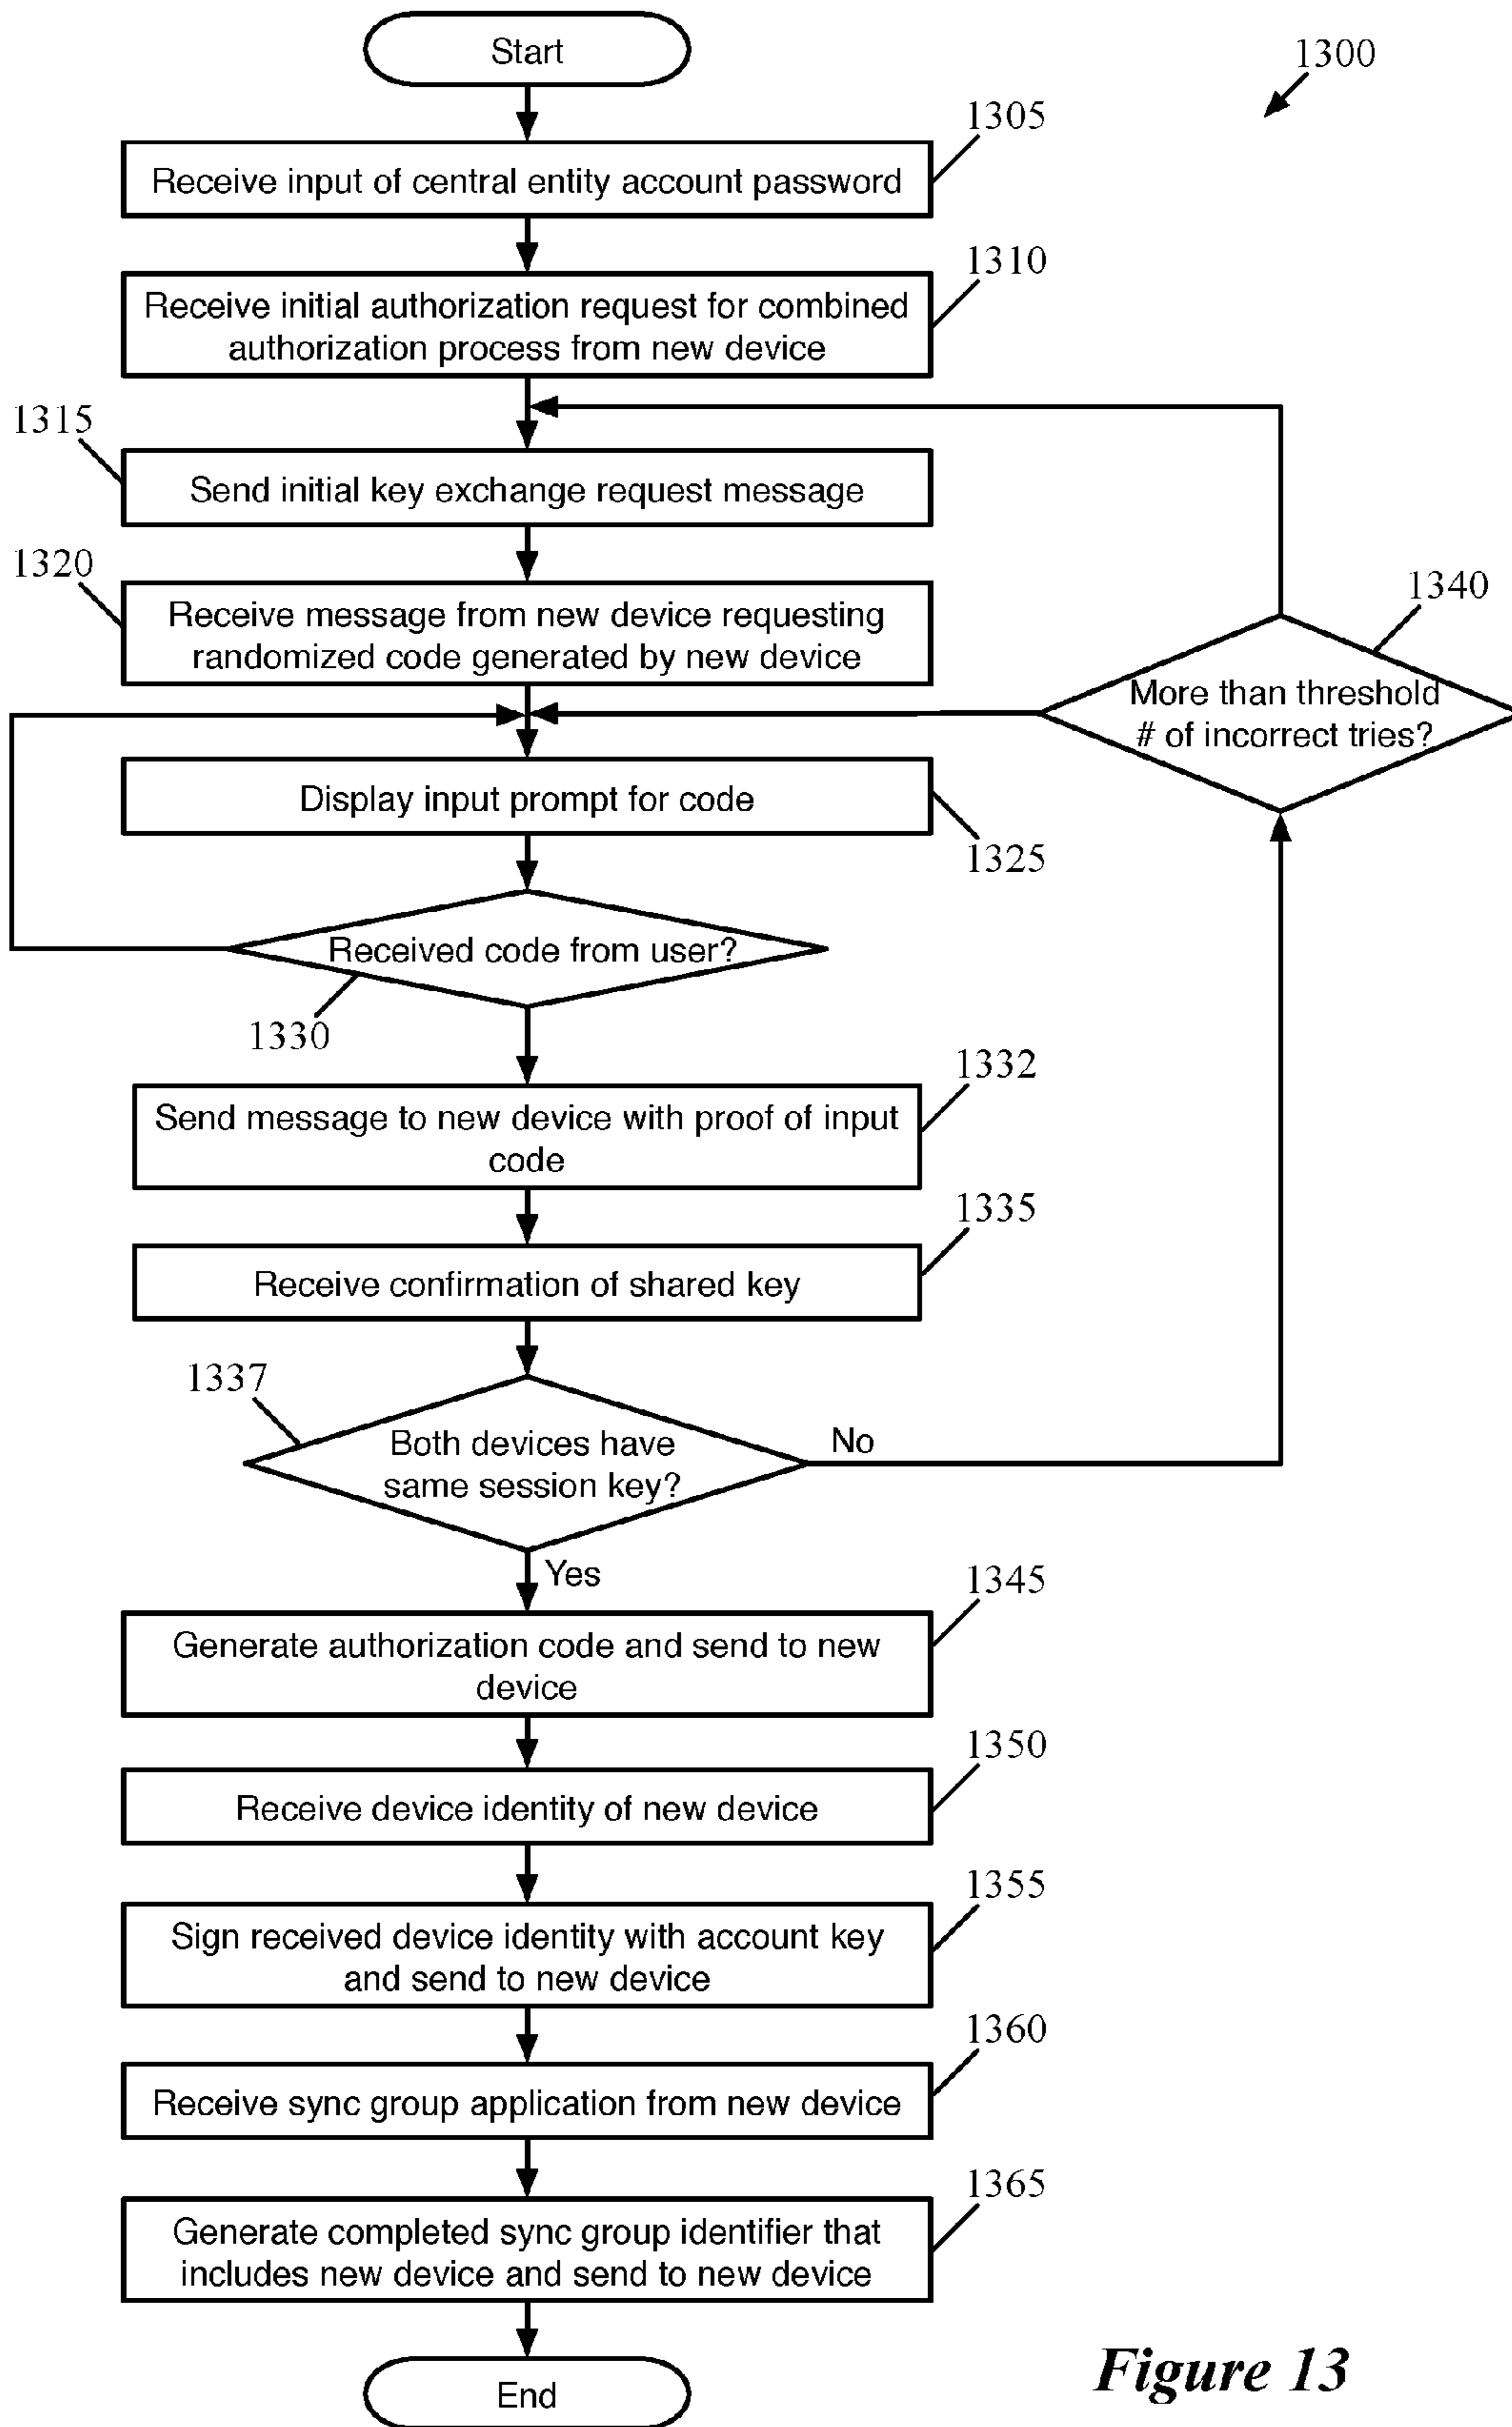 Start
1300
1305
Receive input of central entity account password
1310
Receive initial authorization request for combined
authorization process from new device
1315
Send initial key exchange request message
1320
Receive message from new device requesting
randomized code generated by new device
1340
More than threshold
# of incorrect tries?
Display input prompt for code
1325
Received code from user?
1330
1332
Send message to new device with proof of input
code
1335
Receive confirmation of shared key
1337
Both devices have
same session key?
No
Yes
1345
Generate authorization code and send to new
device
1350
Receive device identity of new device
1355
Sign received device identity with account key
and send to new device
1360
Receive sync group application from new device
1365
Generate completed sync group identifier that
includes new device and send to new device
End
Figure 13